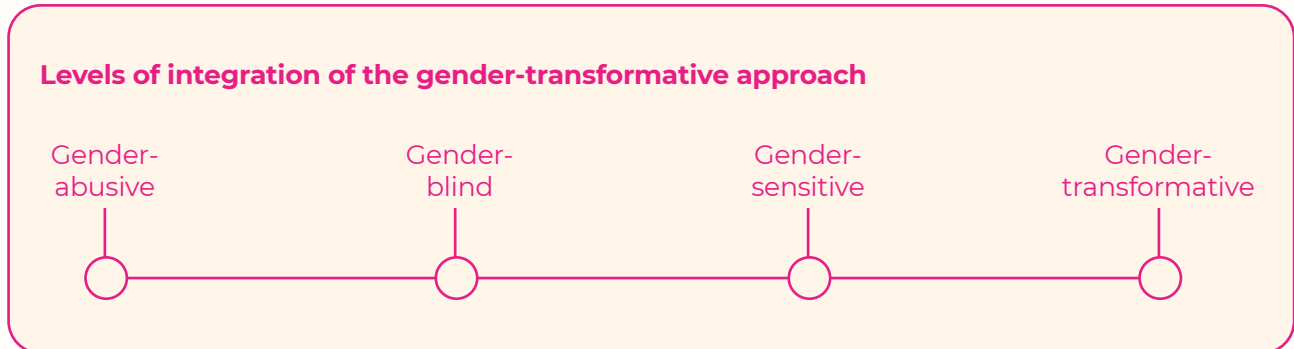 Levels of integration of the gender-transformative approach
Gender-
abusive
Gender-
blind
Gender-
sensitive
Gender-
transformative